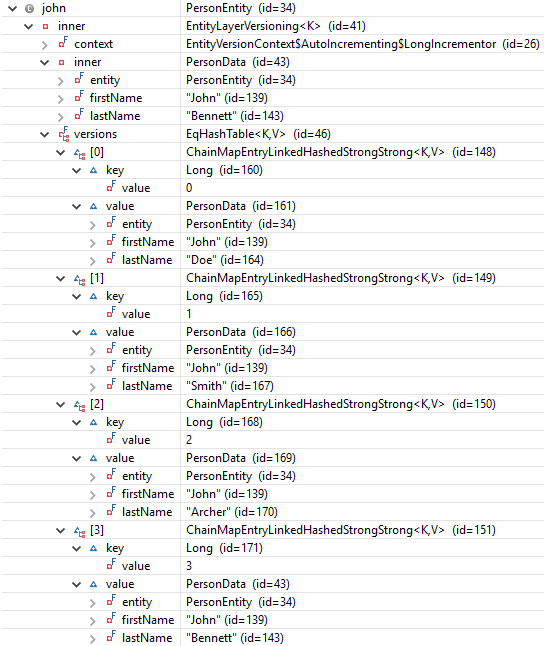 john PersonEntity (id=34)
inner EntityLayerVersioning<K> (id=41)
context EntityVersionContext$AutoIncrementing$LongIncrementor (id=26)
inner PersonData (id=43)
entity PersonEntity (id=34)
firstName "John" (id=139)
lastName "Bennett" (id=143)
versions EqHashTable<K,V> (id=46)
[0] ChainMapEntryLinkedHashedStrongStrong<K,V> (id=148)
key Long (id=160)
value 0
value PersonData (id=161)
entity PersonEntity (id=34)
firstName "John" (id=139)
lastName "Doe" (id=164)
[1] ChainMapEntryLinkedHashedStrongStrong<K,V> (id=149)
key Long (id=165)
value 1
value PersonData (id=166)
entity PersonEntity (id=34)
firstName "John" (id=139)
lastName "Smith" (id=167)
[2] ChainMapEntryLinkedHashedStrongStrong<K,V> (id=150)
key Long (id=168)
value 2
value PersonData (id=169)
entity PersonEntity (id=34)
firstName "John" (id=139)
lastName "Archer" (id=170)
[3] ChainMapEntryLinkedHashedStrongStrong<K,V> (id=151)
key Long (id=171)
value 3
value PersonData (id=43)
entity PersonEntity (id=34)
firstName "John" (id=139)
lastName "Bennett" (id=143)